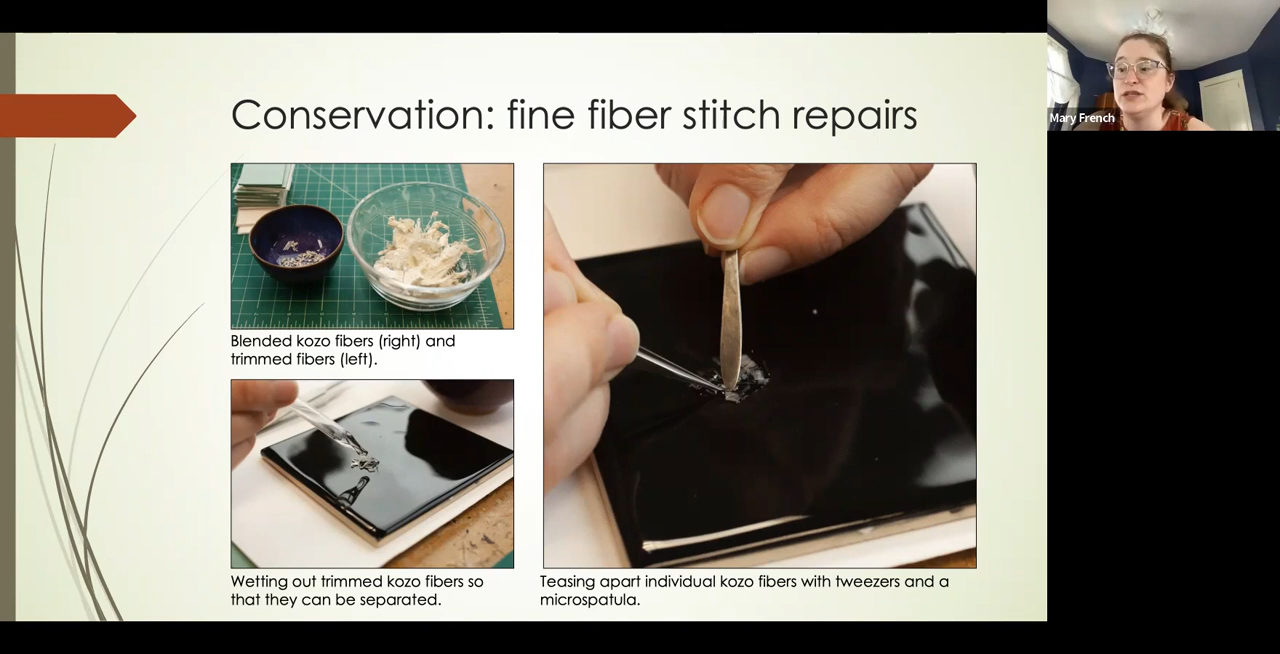 Conservation: fine fiber stitch repairs
Mary French
Blended kozo fibers (right) and
trimmed fibers (left).
Wetting out trimmed kozo fibers so
that they can be separated.
Teasing apart individual kozo fibers with tweezers and a
microspatula.